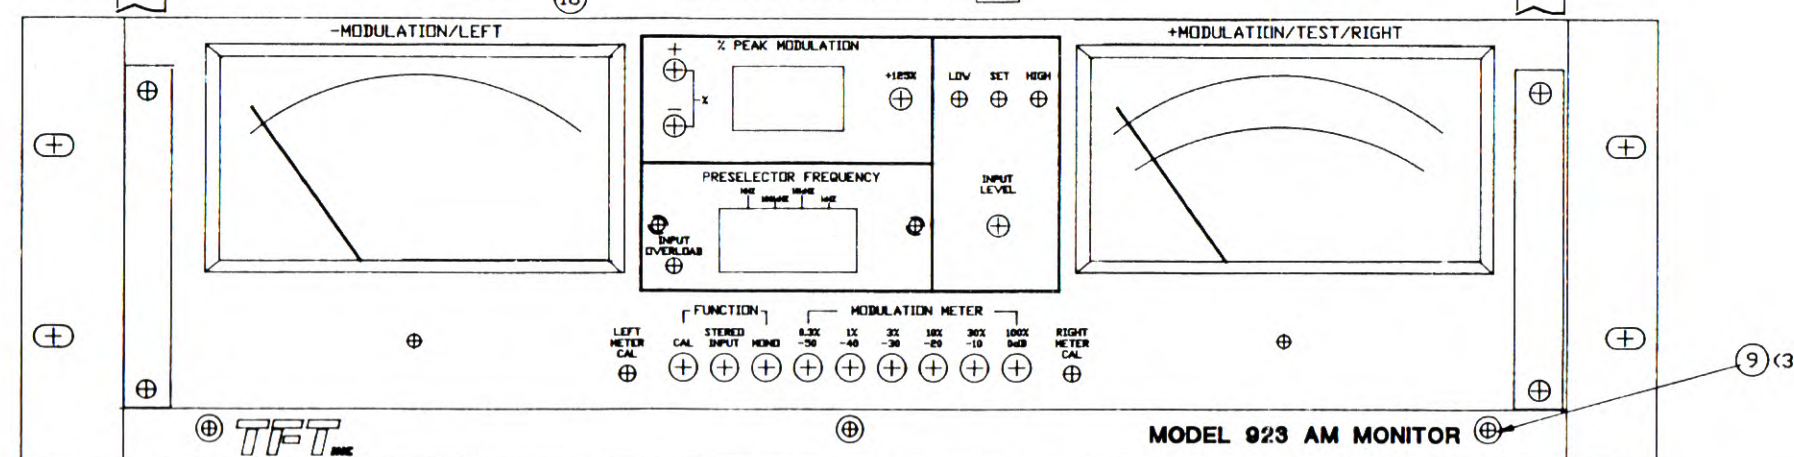 -MODULATION/LEFT
% PEAK MODULATION
+
-
%
+125%
LOW SET HIGH
+MODULATION/TEST/RIGHT
PRESELECTOR FREQUENCY
INPUT
OVERLOAD
INPUT
LEVEL
FUNCTION
MODULATION METER
LEFT
METER
CAL
CAL
STEREO
INPUT
MONO
0.3%
-50
1%
-40
3%
-30
10%
-20
30%
-10
100%
0dB
RIGHT
METER
CAL
9 (3
TFT
MODEL 923 AM MONITOR